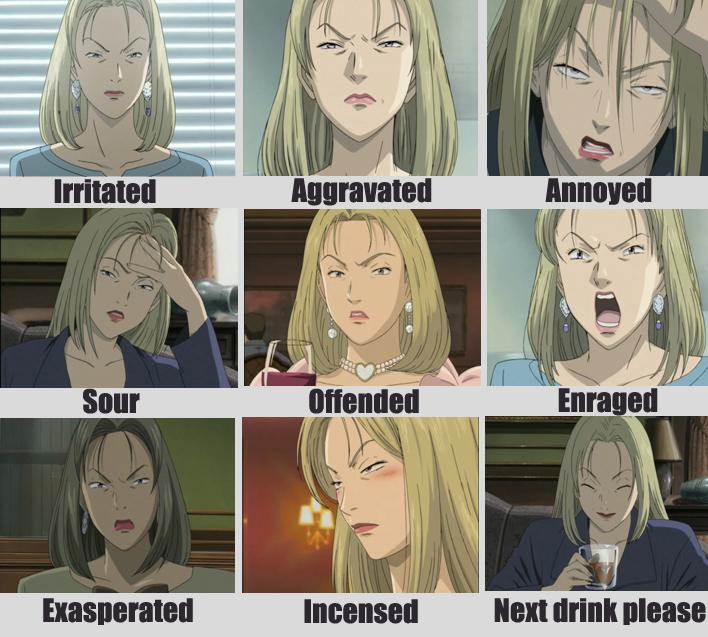 Irritated
Aggravated
Annoyed
Sour
Offended
Enraged
Exasperated
Incensed
Next drink please